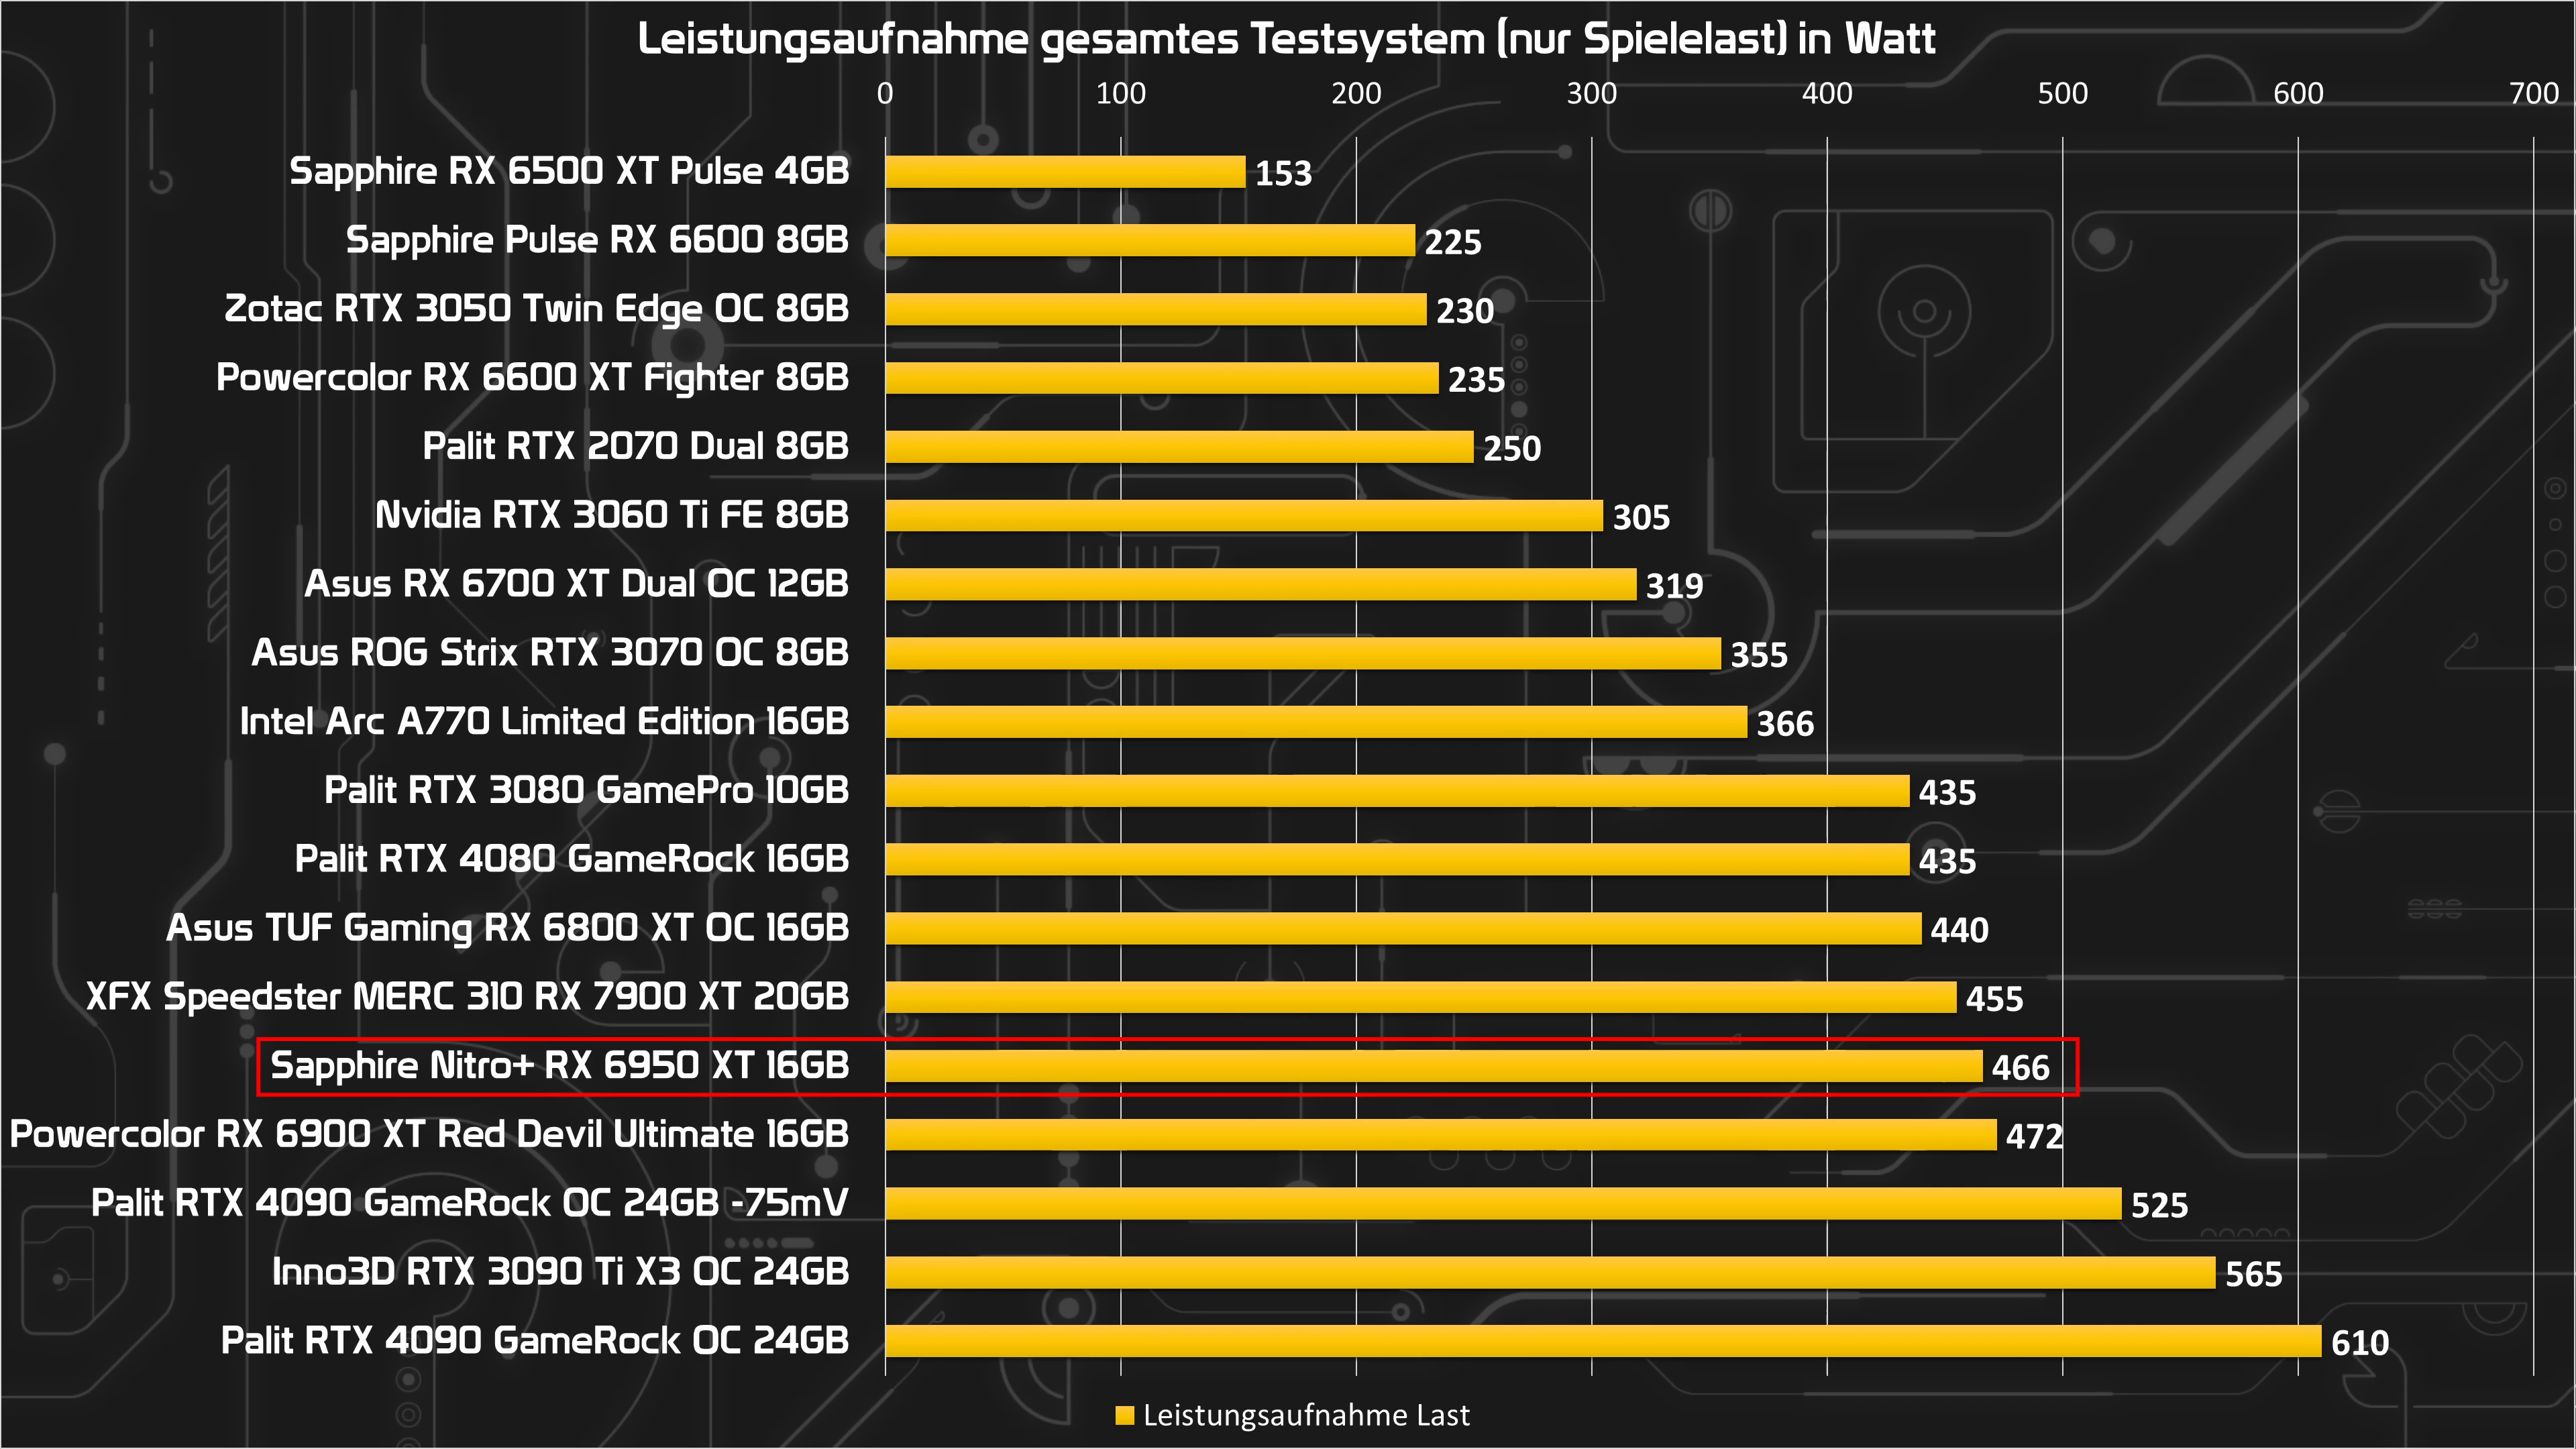 Leistungsaufnahme gesamtes Testsystem (nur Spielelast) in Watt
0 100 200 300 400 500 600 700
Sapphire RX 6500 XT Pulse 4GB 153
Sapphire Pulse RX 6600 8GB 225
Zotac RTX 3050 Twin Edge OC 8GB 230
Powercolor RX 6600 XT Fighter 8GB 235
Palit RTX 2070 Dual 8GB 250
Nvidia RTX 3060 Ti FE 8GB 305
Asus RX 6700 XT Dual OC 12GB 319
Asus ROG Strix RTX 3070 OC 8GB 355
Intel Arc A770 Limited Edition 16GB 366
Palit RTX 3080 GamePro 10GB 435
Palit RTX 4080 GameRock 16GB 435
Asus TUF Gaming RX 6800 XT OC 16GB 440
XFX Speedster MERC 310 RX 7900 XT 20GB 455
Sapphire Nitro+ RX 6950 XT 16GB 466
Powercolor RX 6900 XT Red Devil Ultimate 16GB 472
Palit RTX 4090 GameRock OC 24GB -75mV 525
Inno3D RTX 3090 Ti X3 OC 24GB 565
Palit RTX 4090 GameRock OC 24GB 610
Leistungsaufnahme Last